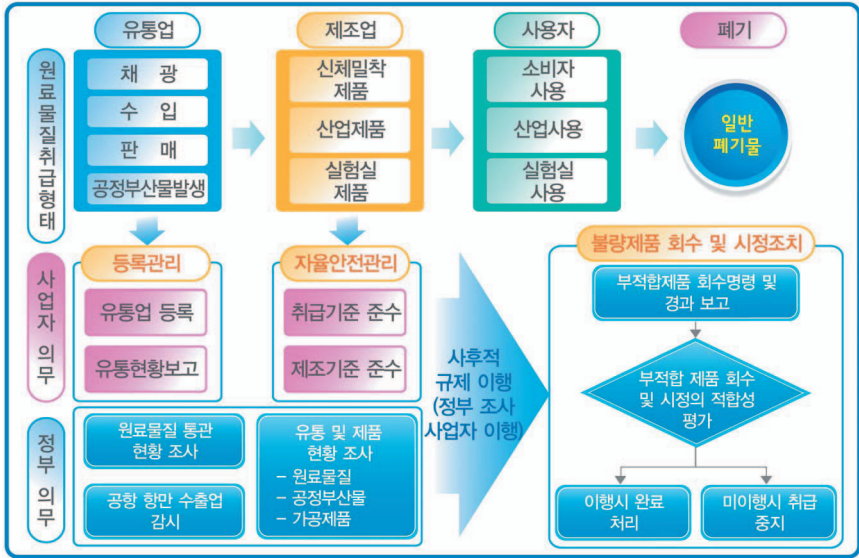 유통업
제조업
사용자
폐기
원료물질취급형태
채 광
수 입
판 매
공정부산물발생
신체밀착
제품
산업제품
실험실
제품
소비자
사용
산업사용
실험실
사용
일반
폐기물
사업자 의무
등록관리
유통업 등록
유통현황보고
자율안전관리
취급기준 준수
제조기준 준수
정부 의무
원료물질 통관
현황 조사
공항 항만 수출업
감시
유통 및 제품
현황 조사
– 원료물질
– 공정부산물
– 가공제품
사후적
규제 이행
(정부 조사
사업자 이행)
불량제품 회수 및 시정조치
부적합제품 회수명령 및
경과 보고
부적합 제품 회수
및 시정의 적합성
평가
이행시 완료
처리
미이행시 취급
중지